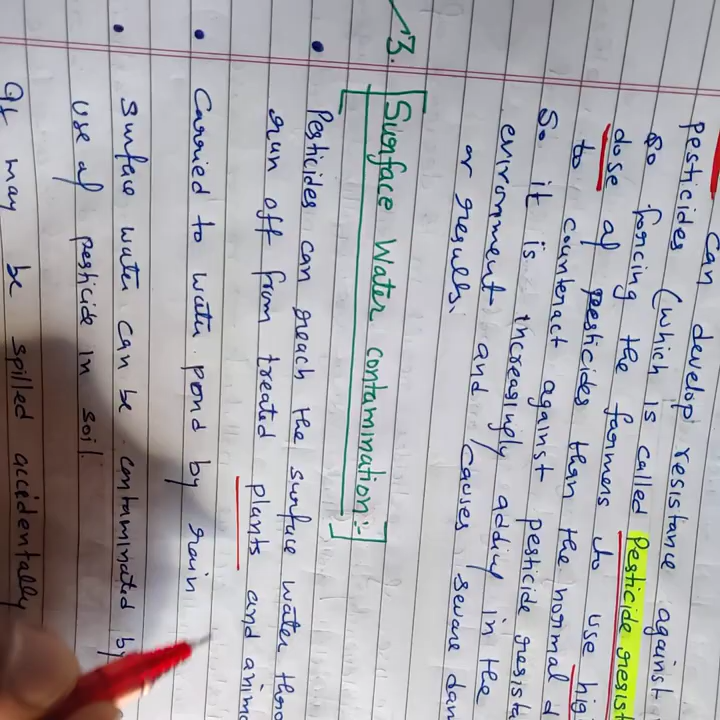 can develop resistance against
pesticides (which is called Pesticide resist
So forcing the farmers to use hig
dose of pesticides than the normal d
to counteract against pesticide resista
So it is increasingly adding in the
environment and causes severe dam
or results.
3. [Surface Water contamination:-]
• Pesticides can reach the surface water thro
run off from treated plants and anima
• Carried to water pond by rain
• Surface water can be contaminated by
use of pesticide in soil.
It may be spilled accidentally